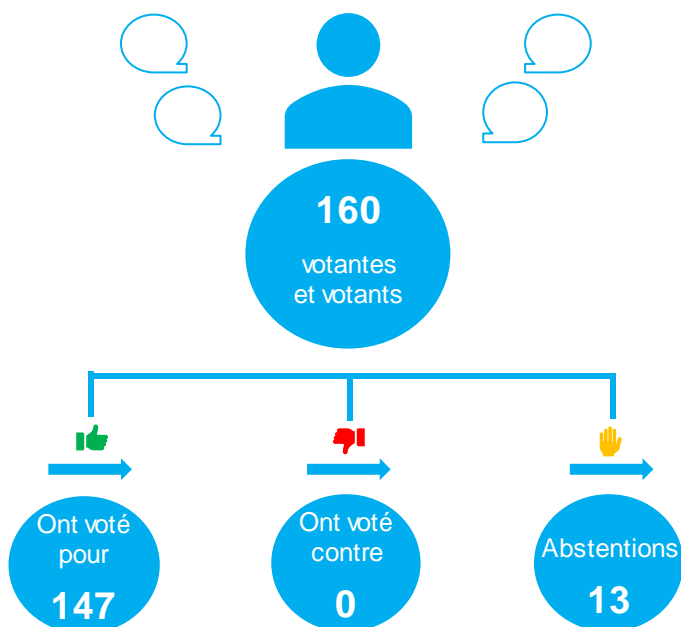 160
votantes
et votants
Ont voté
pour
147
Ont voté
contre
0
Abstentions
13